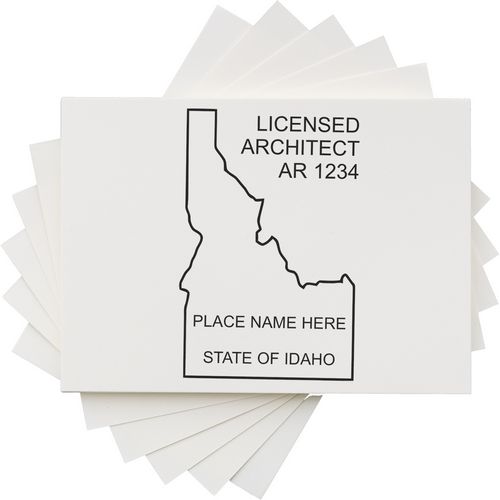 LICENSED
ARCHITECT
AR 1234
PLACE NAME HERE
STATE OF IDAHO